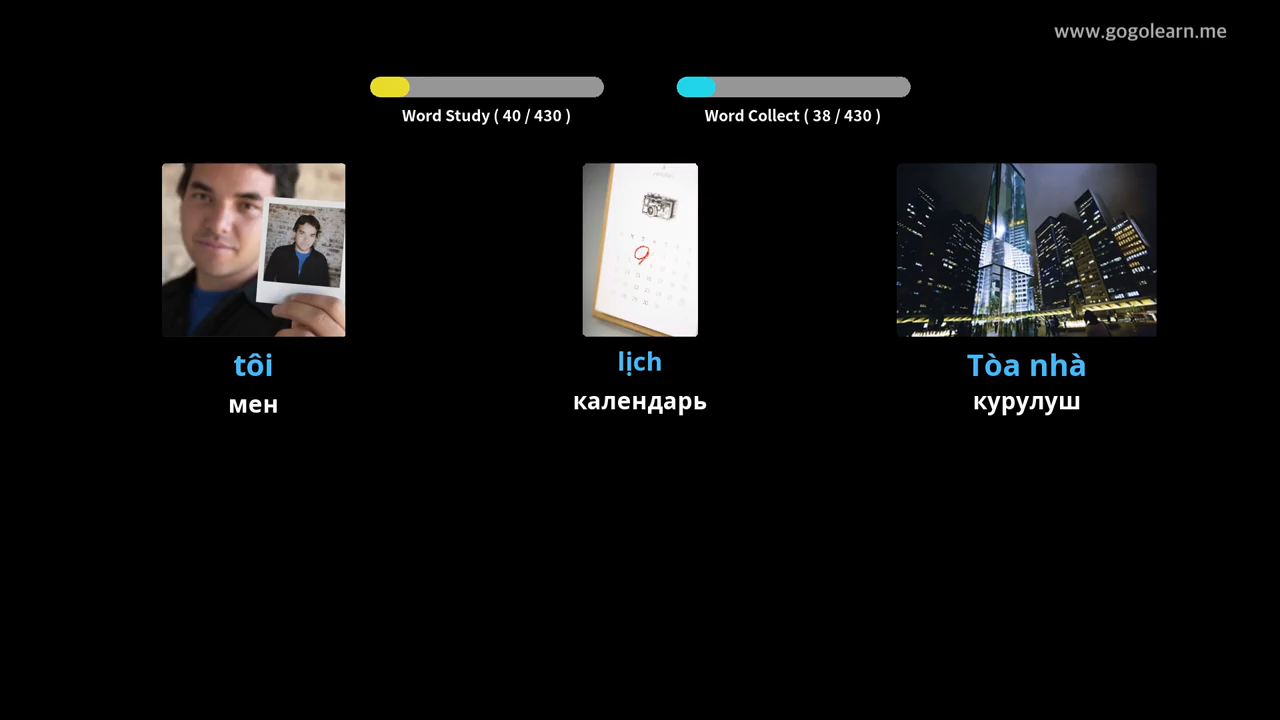 www.gogolearn.me
Word Study ( 40 / 430 )
Word Collect ( 38 / 430 )
tôi
lịch
Tòa nhà
мен
календарь
курулуш